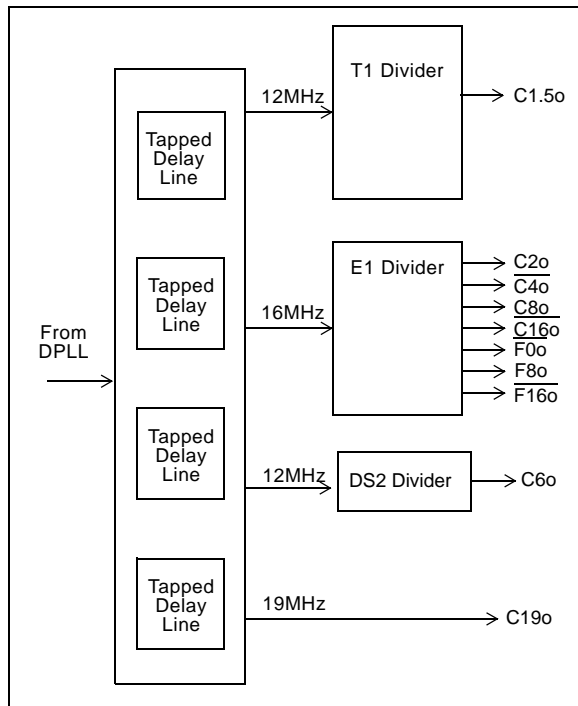 T1 Divider
12MHz
C1.5o
Tapped
Delay
Line
E1 Divider
Tapped
Delay
Line
16MHz
C2o
C4o
C8o
C16o
F0o
F8o
F16o
From
DPLL
Tapped
Delay
Line
12MHz
DS2 Divider
C6o
Tapped
Delay
Line
19MHz
C19o